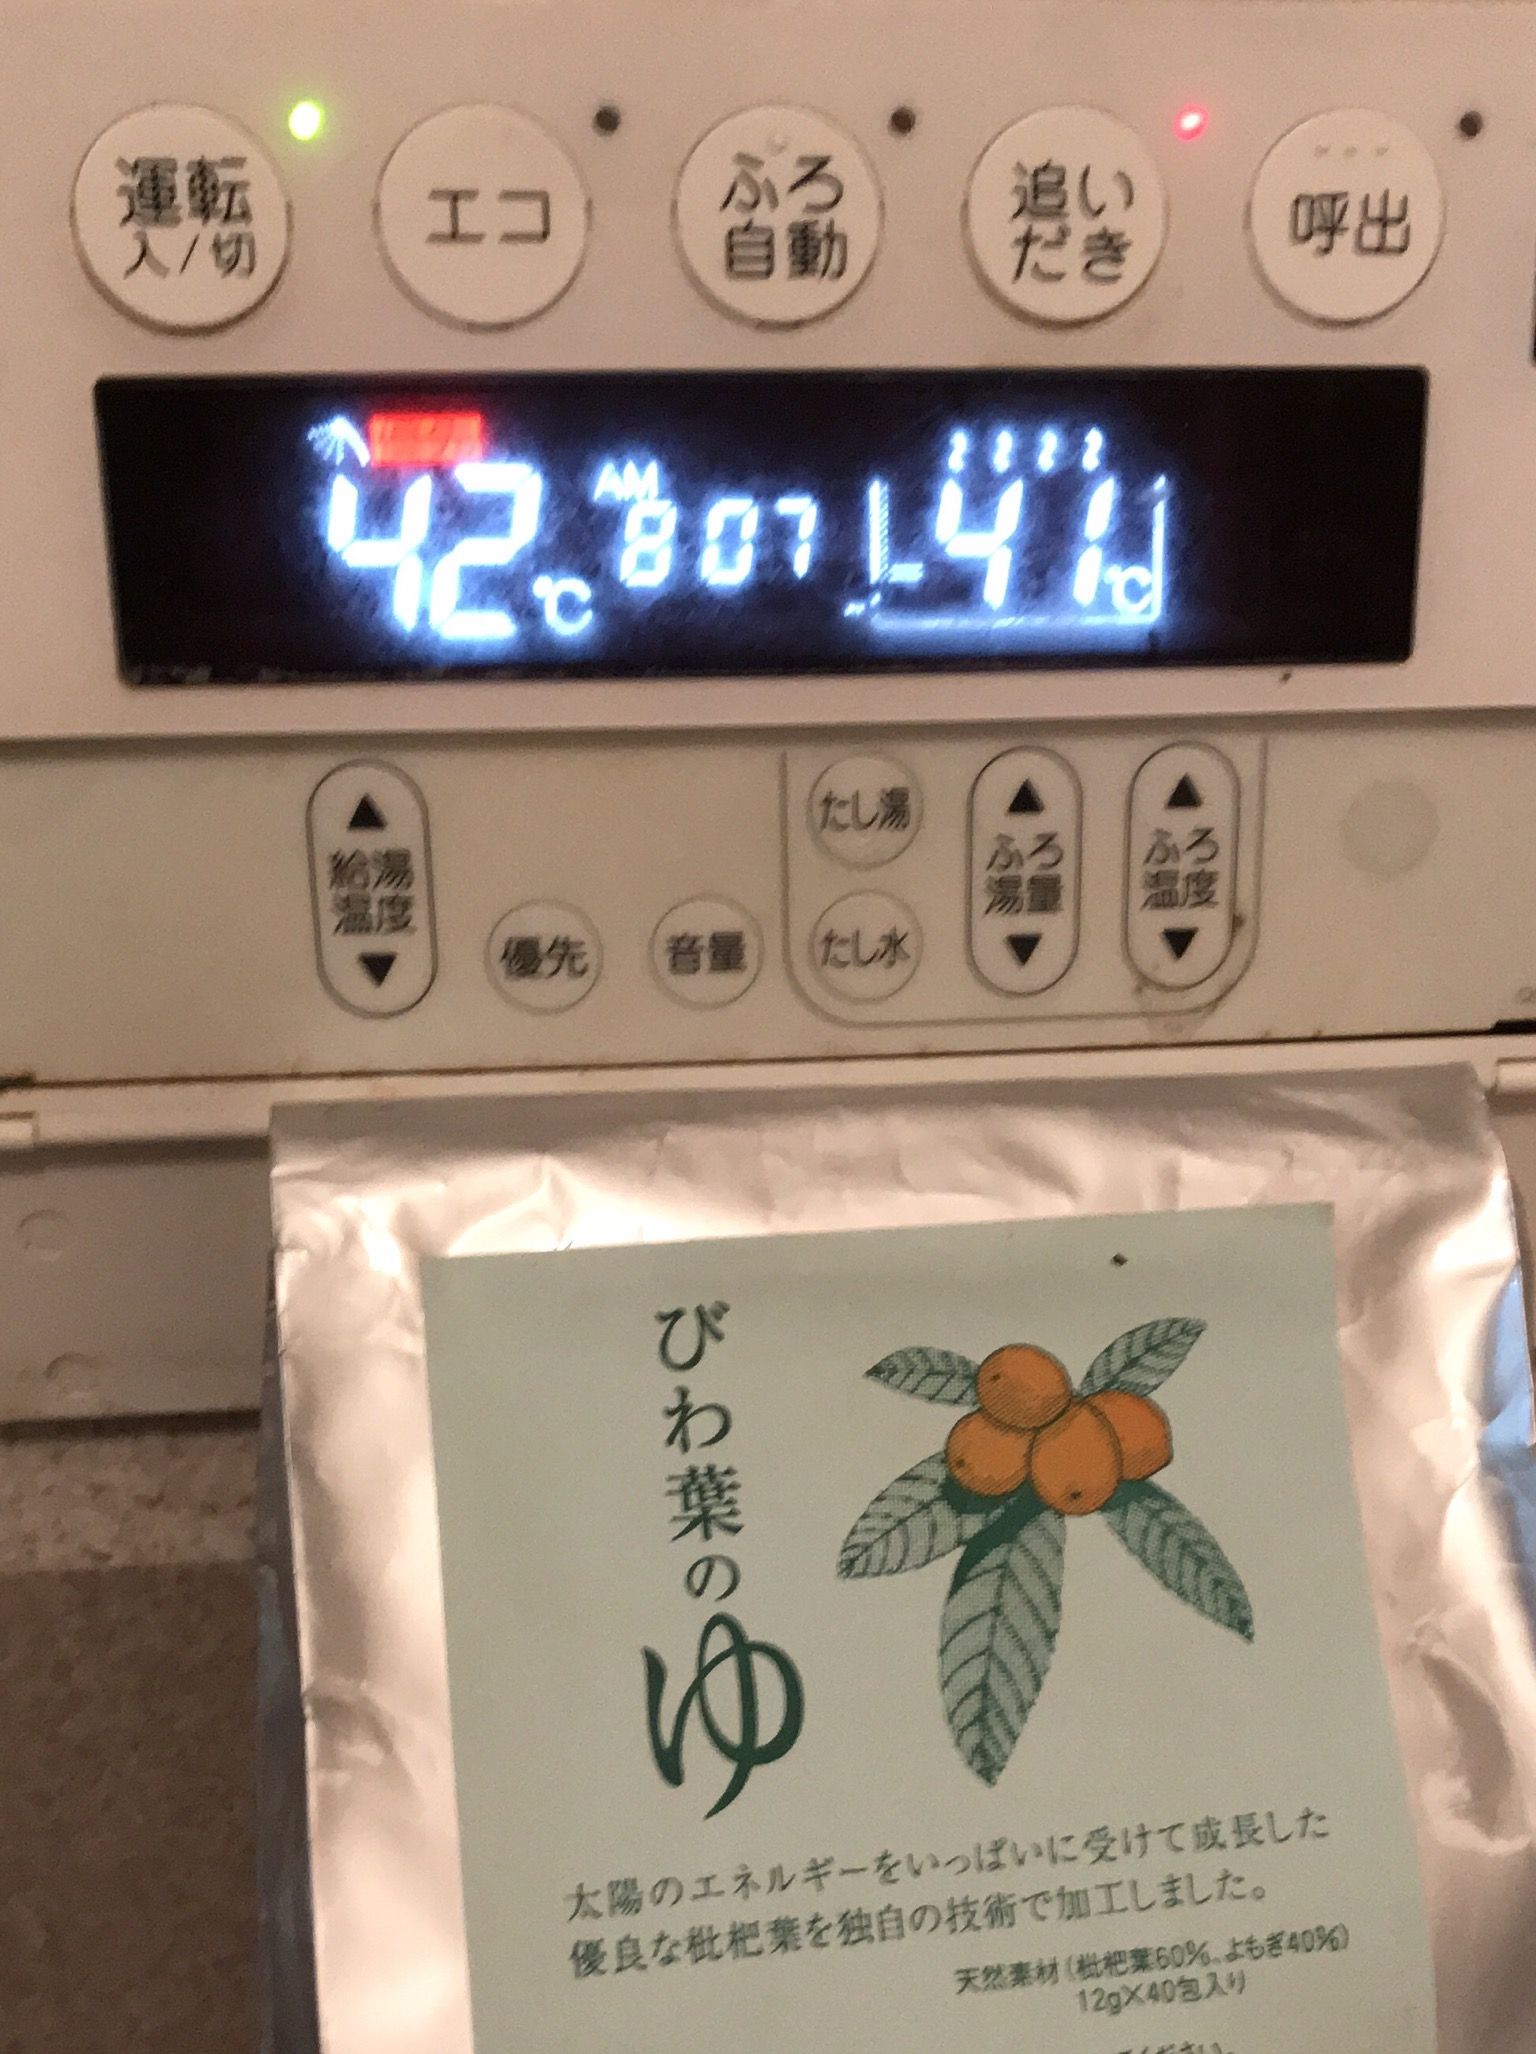 運転
入/切
エコ
ふろ
自動
追い
だき
呼出
42℃
AM
8 07
41℃
給湯
温度
優先
音量
たし湯
たし水
ふろ
湯量
ふろ
温度
びわ葉のゆ
太陽のエネルギーをいっぱいに受けて成長した
優良な枇杷葉を独自の技術で加工しました。
天然素材(枇杷葉60%、よもぎ40%)
12g×40包入り
ください。